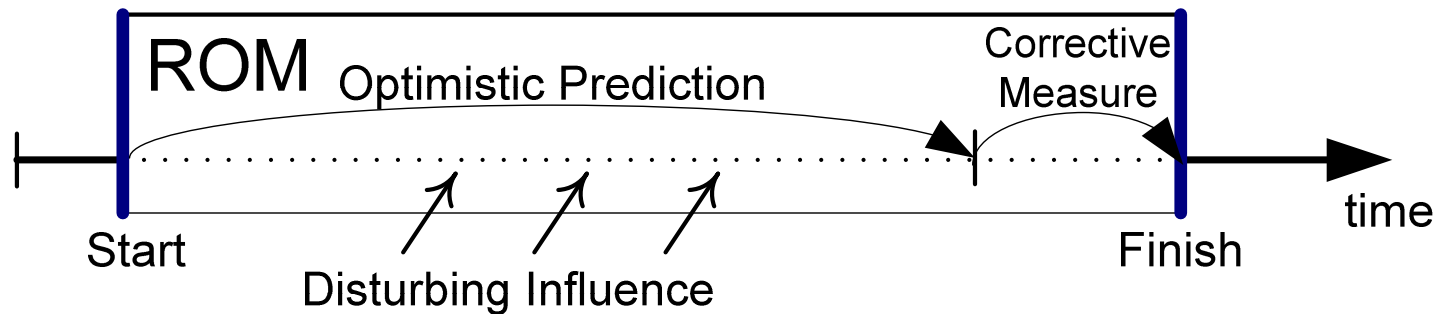 ROM
Optimistic Prediction
Corrective
Measure
time
Start
Finish
Disturbing Influence